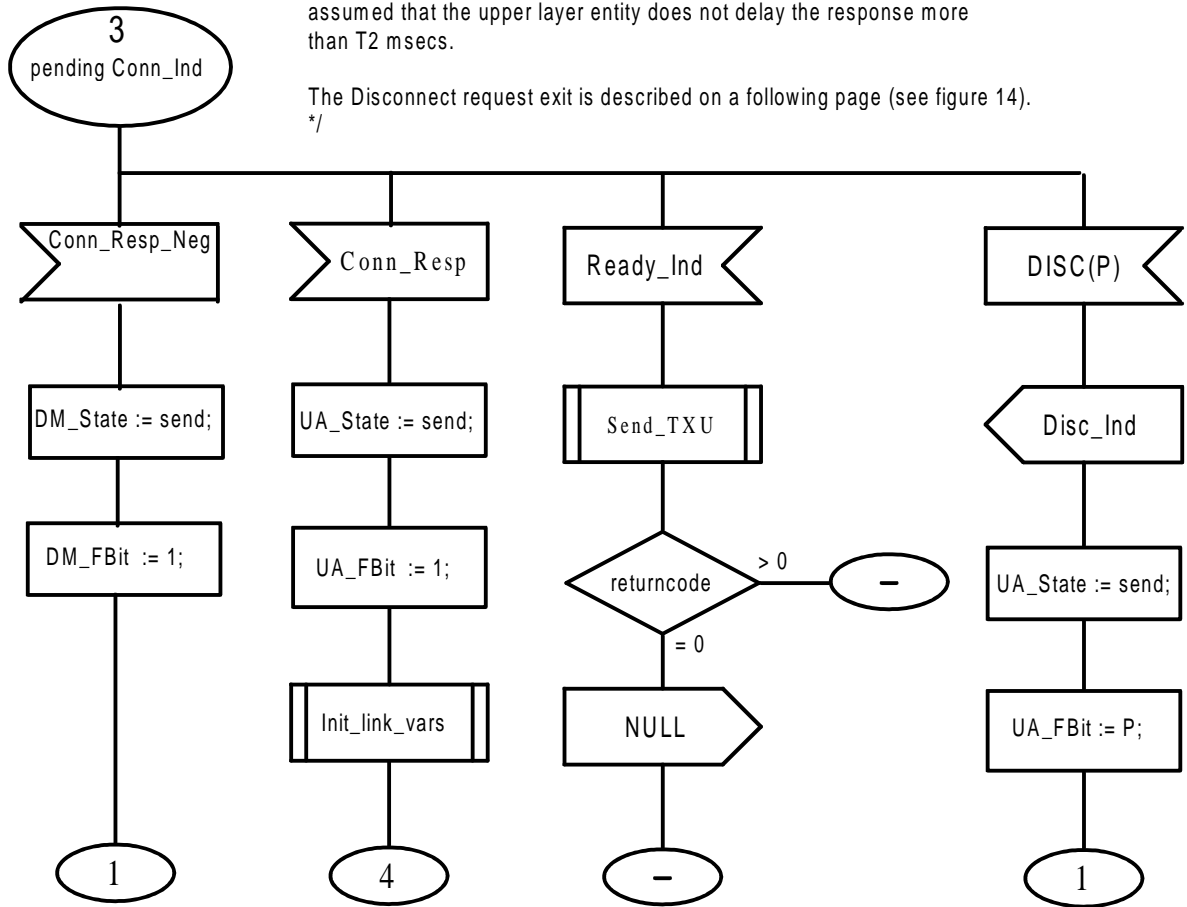 assumed that the upper layer entity does not delay the response more
than T2 msecs.
The Disconnect request exit is described on a following page (see figure 14).
*/
3
pending Conn_Ind
Conn_Resp_Neg
Conn_Resp
Ready_Ind
DISC(P)
DM_State := send;
UA_State := send;
Send_TXU
Disc_Ind
DM_FBit := 1;
UA_FBit := 1;
returncode
> 0
–
UA_State := send;
= 0
Init_link_vars
NULL
UA_FBit := P;
1
4
–
1